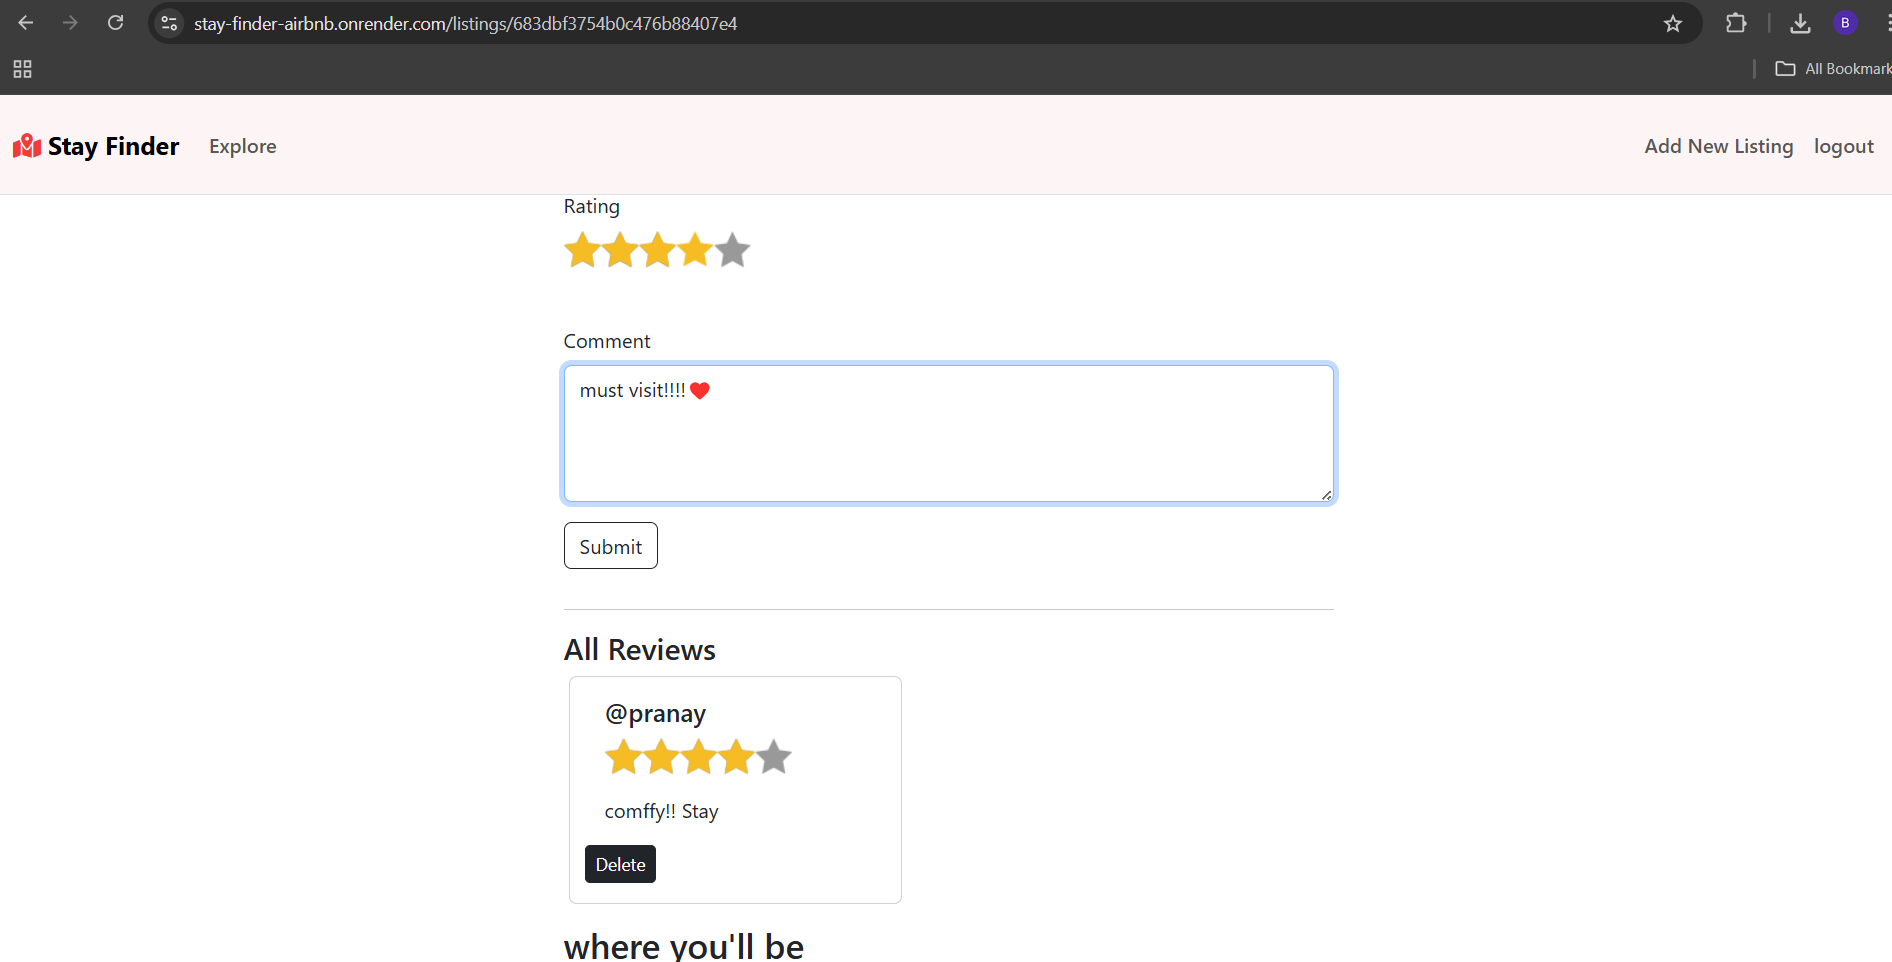 stay-finder-airbnb.onrender.com/listings/683dbf3754b0c476b88407e4
B
All Bookmark
Stay Finder
Explore
Add New Listing
logout
Rating
Comment
must visit!!!!❤️
Submit
All Reviews
@pranay
comffy!! Stay
Delete
where you'll be